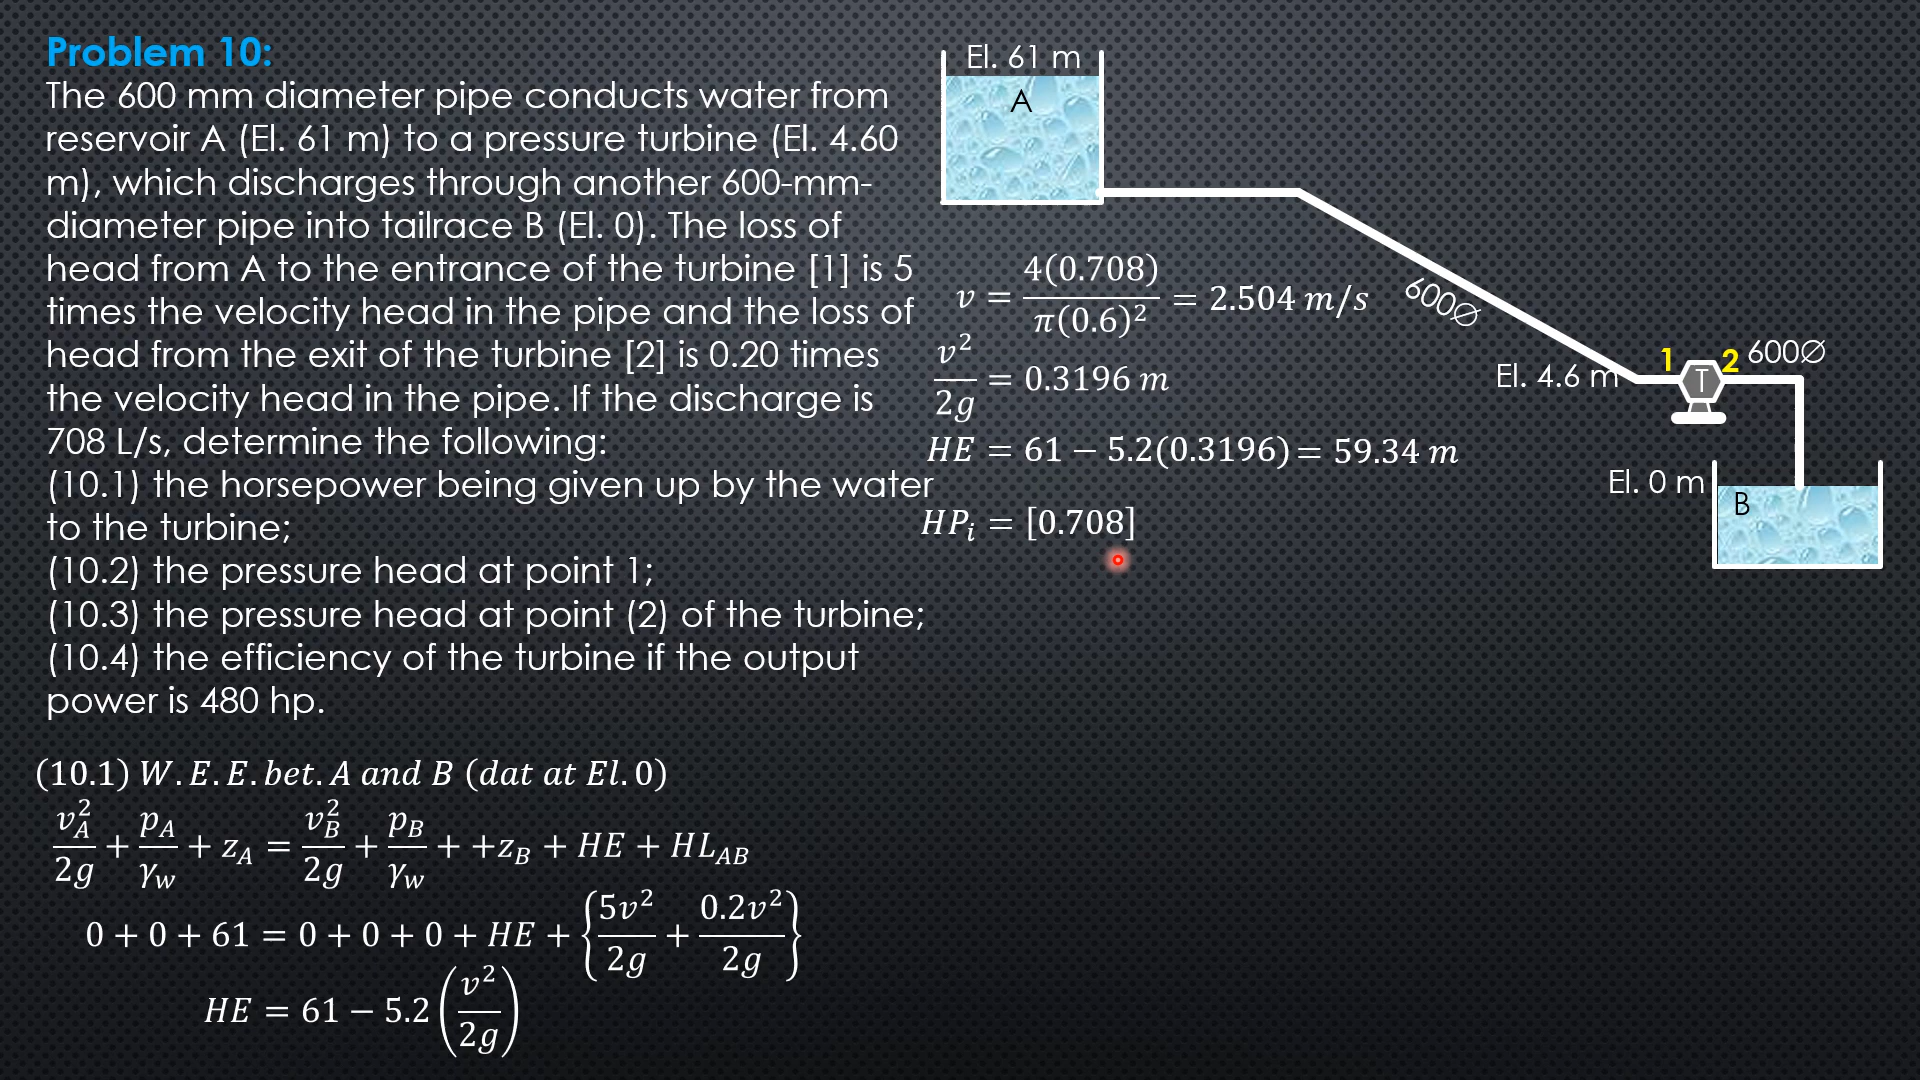 Problem 10:
The 600 mm diameter pipe conducts water from
reservoir A (El. 61 m) to a pressure turbine (El. 4.60
m), which discharges through another 600-mm-
diameter pipe into tailrace B (El. 0). The loss of
head from A to the entrance of the turbine [1] is 5
times the velocity head in the pipe and the loss of
head from the exit of the turbine [2] is 0.20 times
the velocity head in the pipe. If the discharge is
708 L/s, determine the following:
(10.1) the horsepower being given up by the water
to the turbine;
(10.2) the pressure head at point 1;
(10.3) the pressure head at point (2) of the turbine;
(10.4) the efficiency of the turbine if the output
power is 480 hp.
(10.1) W.E.E.bet.A and B (dat at El.0)
v_A^2/2g + p_A/γ_w + z_A = v_B^2/2g + p_B/γ_w + +z_B + HE + HL_AB
0 + 0 + 61 = 0 + 0 + 0 + HE + {5v^2/2g + 0.2v^2/2g}
HE = 61 − 5.2 (v^2/2g)
El. 61 m
A
v = 4(0.708)/π(0.6)^2 = 2.504 m/s
v^2/2g = 0.3196 m
HE = 61 − 5.2(0.3196) = 59.34 m
HP_i = [0.708]
600∅
El. 4.6 m
1
T
2
600∅
El. 0 m
B